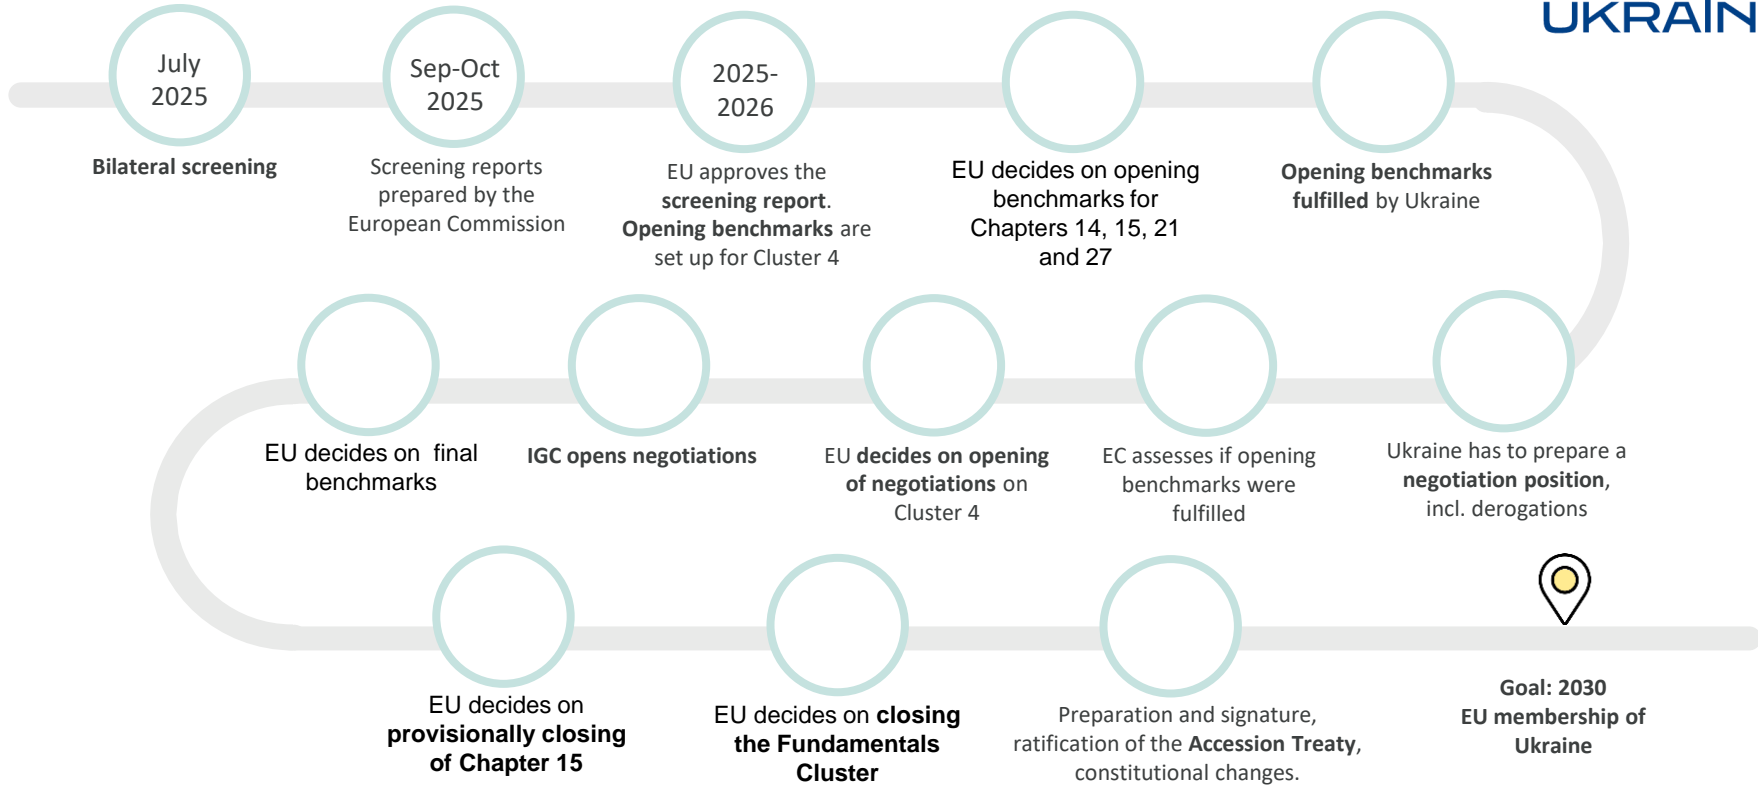 UKRAIN
July
2025
Bilateral screening
Sep-Oct
2025
Screening reports
prepared by the
European Commission
2025-
2026
EU approves the
screening report.
Opening benchmarks are
set up for Cluster 4
EU decides on opening
benchmarks for
Chapters 14, 15, 21
and 27
Opening benchmarks
fulfilled by Ukraine
EU decides on final
benchmarks
IGC opens negotiations
EU decides on opening
of negotiations on
Cluster 4
EC assesses if opening
benchmarks were
fulfilled
Ukraine has to prepare a
negotiation position,
incl. derogations
EU decides on
provisionally closing
of Chapter 15
EU decides on closing
the Fundamentals
Cluster
Preparation and signature,
ratification of the Accession Treaty,
constitutional changes.
Goal: 2030
EU membership of
Ukraine